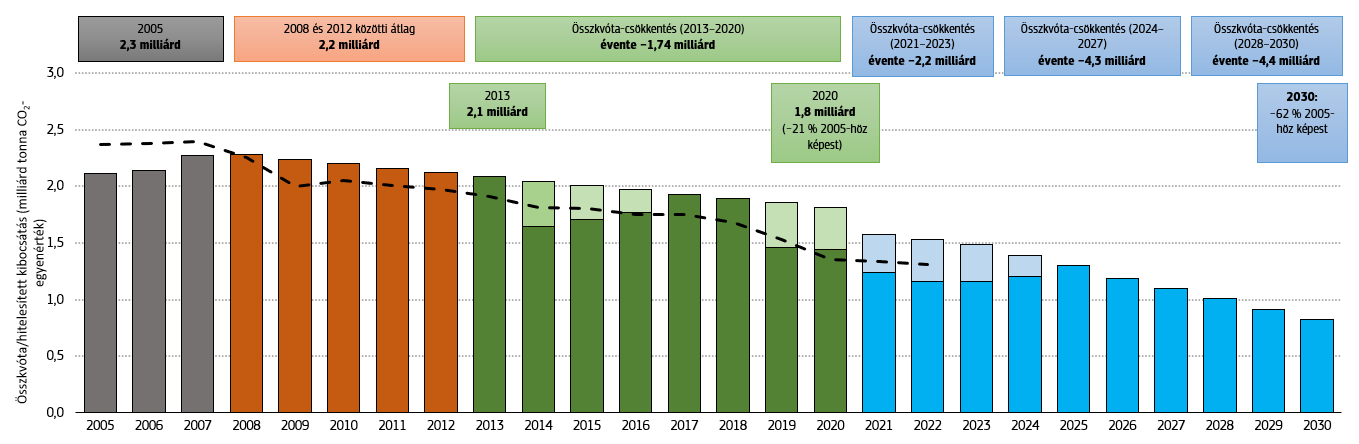 2005
2,3 milliárd
2008 és 2012 közötti átlag
2,2 milliárd
Összkvóta-csökkentés (2013–2020)
évente −1,74 milliárd
Összkvóta-csökkentés
(2021–2023)
évente −2,2 milliárd
Összkvóta-csökkentés (2024–
2027)
évente −4,3 milliárd
Összkvóta-csökkentés
(2028–2030)
évente −4,4 milliárd
2013
2,1 milliárd
2020
1,8 milliárd
(−21 % 2005-höz
képest)
2030:
−62 % 2005-
höz képest
Összkvóta/hitelesített kibocsátás (milliárd tonna CO₂-
egyenérték)
3,0
2,5
2,0
1,5
1,0
0,5
0,0
2005 2006 2007 2008 2009 2010 2011 2012 2013 2014 2015 2016 2017 2018 2019 2020 2021 2022 2023 2024 2025 2026 2027 2028 2029 2030